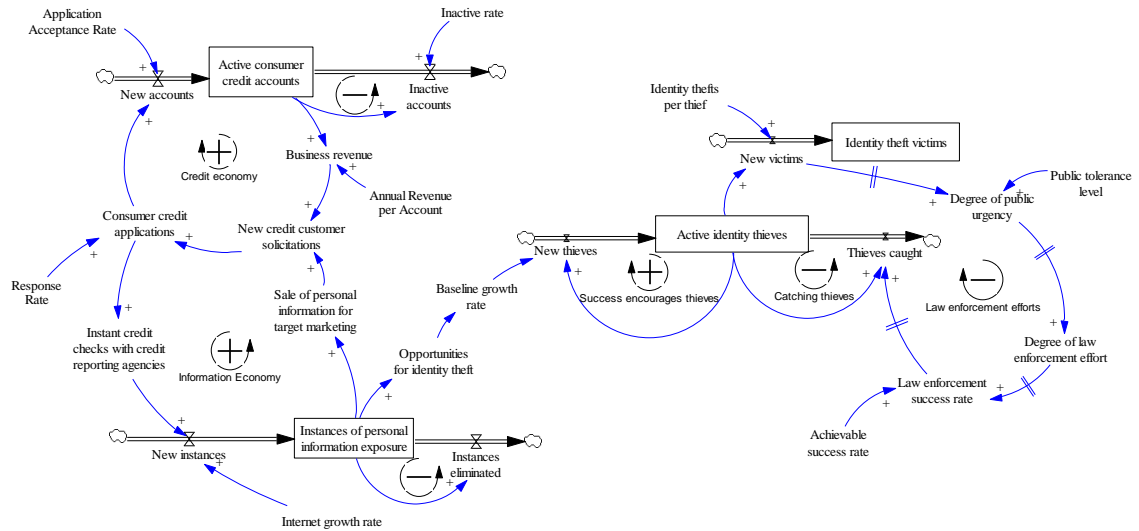 Application
Acceptance Rate
Inactive rate
Active consumer
credit accounts
New accounts
Inactive
accounts
Credit economy
Business revenue
Annual Revenue
per Account
Consumer credit
applications
New credit customer
solicitations
Response
Rate
Sale of personal
information for
target marketing
Instant credit
checks with credit
reporting agencies
Information Economy
Opportunities
for identity theft
Baseline growth
rate
Instances of personal
information exposure
New instances
Instances
eliminated
Internet growth rate
Identity thefts
per thief
Identity theft victims
New victims
Public tolerance
level
Degree of public
urgency
Active identity thieves
New thieves
Thieves caught
Success encourages thieves
Catching thieves
Law enforcement efforts
Degree of law
enforcement effort
Law enforcement
success rate
Achievable
success rate